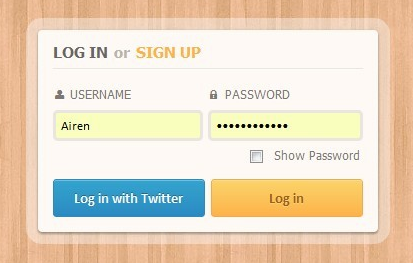 LOG IN or SIGN UP
USERNAME PASSWORD
Airen ••••••••••••
Show Password
Log in with Twitter Log in